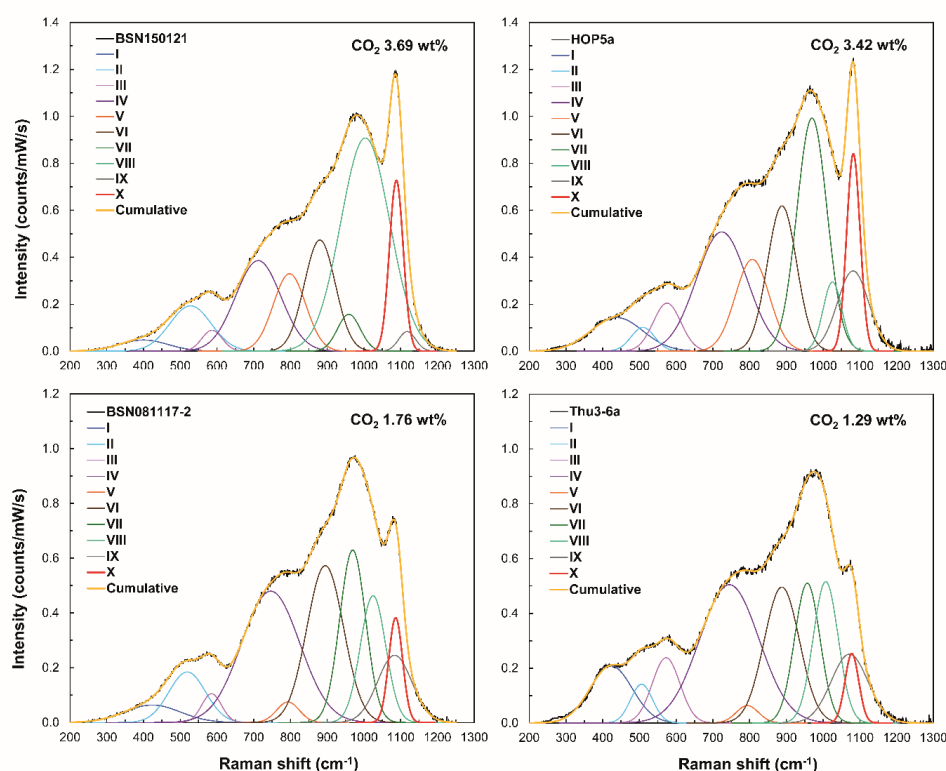 BSN150121
I
II
III
IV
V
VI
VII
VIII
IX
X
Cumulative
CO2 3.69 wt%
1.4
1.2
1.0
0.8
0.6
0.4
0.2
0.0
200 300 400 500 600 700 800 900 1000 1100 1200 1300
Intensity (counts/mW/s)
HOP5a
I
II
III
IV
V
VI
VII
VIII
IX
X
Cumulative
CO2 3.42 wt%
1.4
1.2
1.0
0.8
0.6
0.4
0.2
0.0
200 300 400 500 600 700 800 900 1000 1100 1200 1300
BSN081117-2
I
II
III
IV
V
VI
VII
VIII
IX
X
Cumulative
CO2 1.76 wt%
1.2
1.0
0.8
0.6
0.4
0.2
0.0
200 300 400 500 600 700 800 900 1000 1100 1200 1300
Intensity (counts/mW/s)
Raman shift (cm-1)
Thu3-6a
I
II
III
IV
V
VI
VII
VIII
IX
X
Cumulative
CO2 1.29 wt%
1.2
1.0
0.8
0.6
0.4
0.2
0.0
200 300 400 500 600 700 800 900 1000 1100 1200 1300
Raman shift (cm-1)